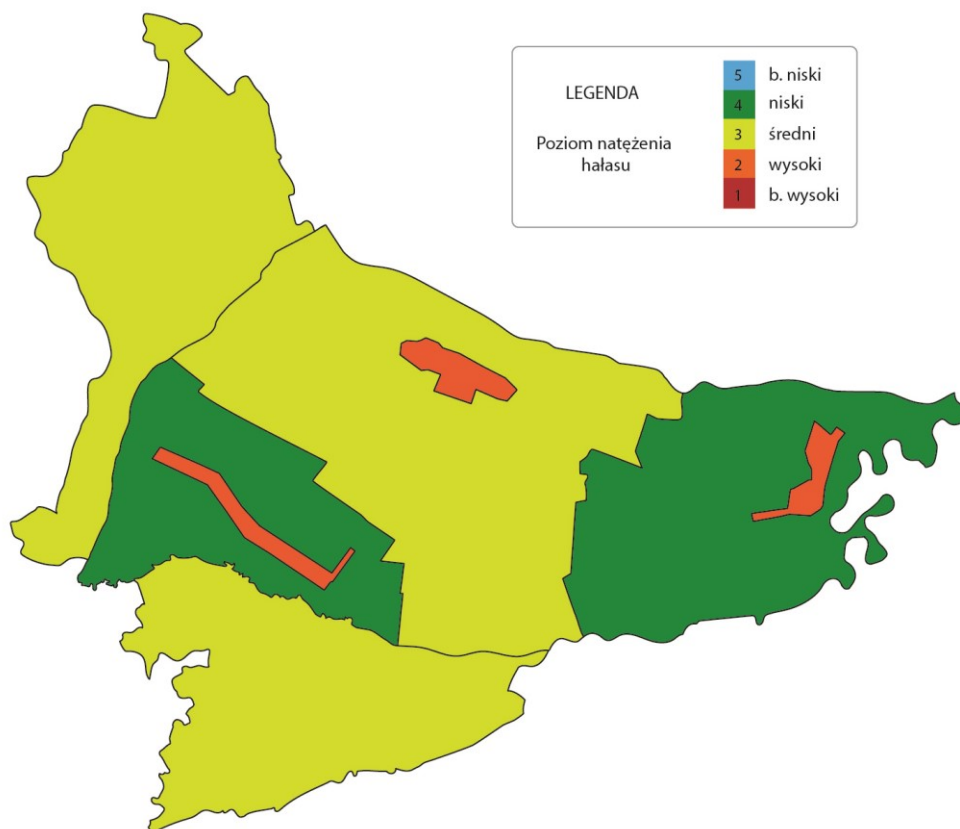 LEGENDA
Poziom natężenia
hałasu
5 b. niski
4 niski
3 średni
2 wysoki
1 b. wysoki